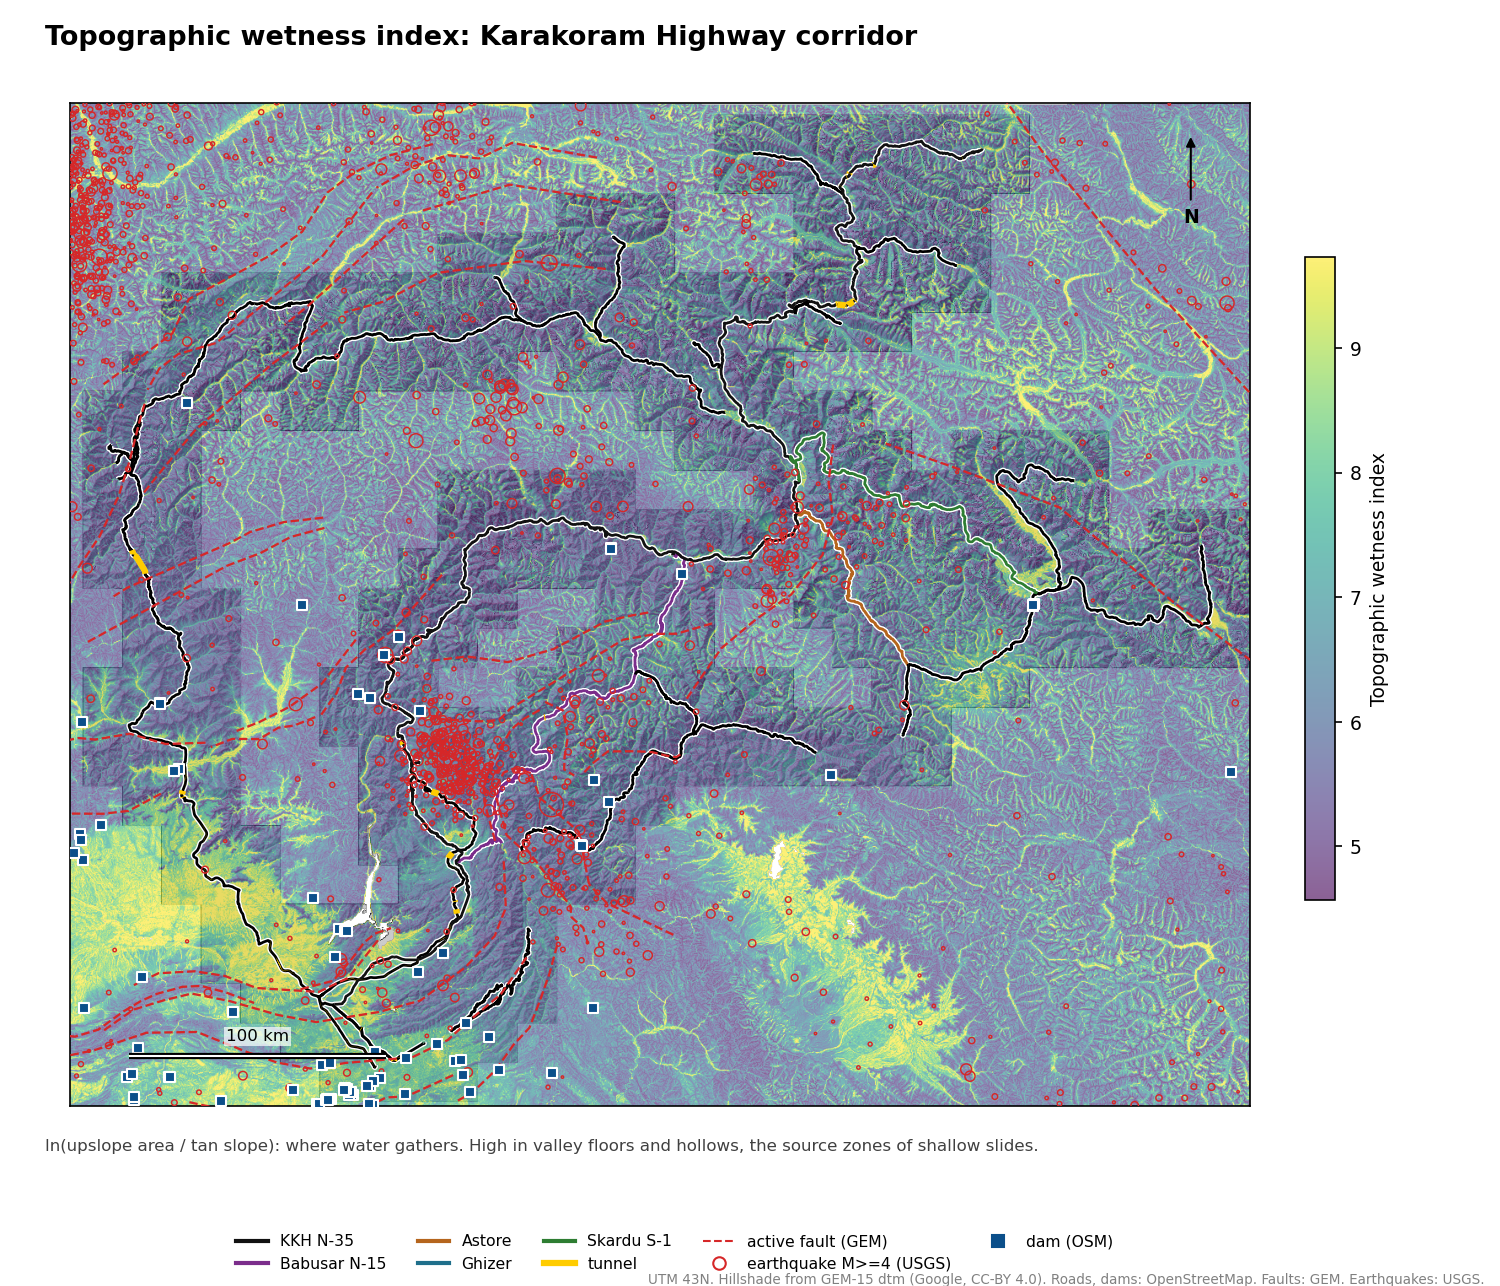 Topographic wetness index: Karakoram Highway corridor
N
9
8
7
6
5
Topographic wetness index
100 km
ln(upslope area / tan slope): where water gathers. High in valley floors and hollows, the source zones of shallow slides.
KKH N-35
Babusar N-15
Astore
Ghizer
Skardu S-1
tunnel
active fault (GEM)
earthquake M>=4 (USGS)
dam (OSM)
UTM 43N. Hillshade from GEM-15 dtm (Google, CC-BY 4.0). Roads, dams: OpenStreetMap. Faults: GEM. Earthquakes: USGS.